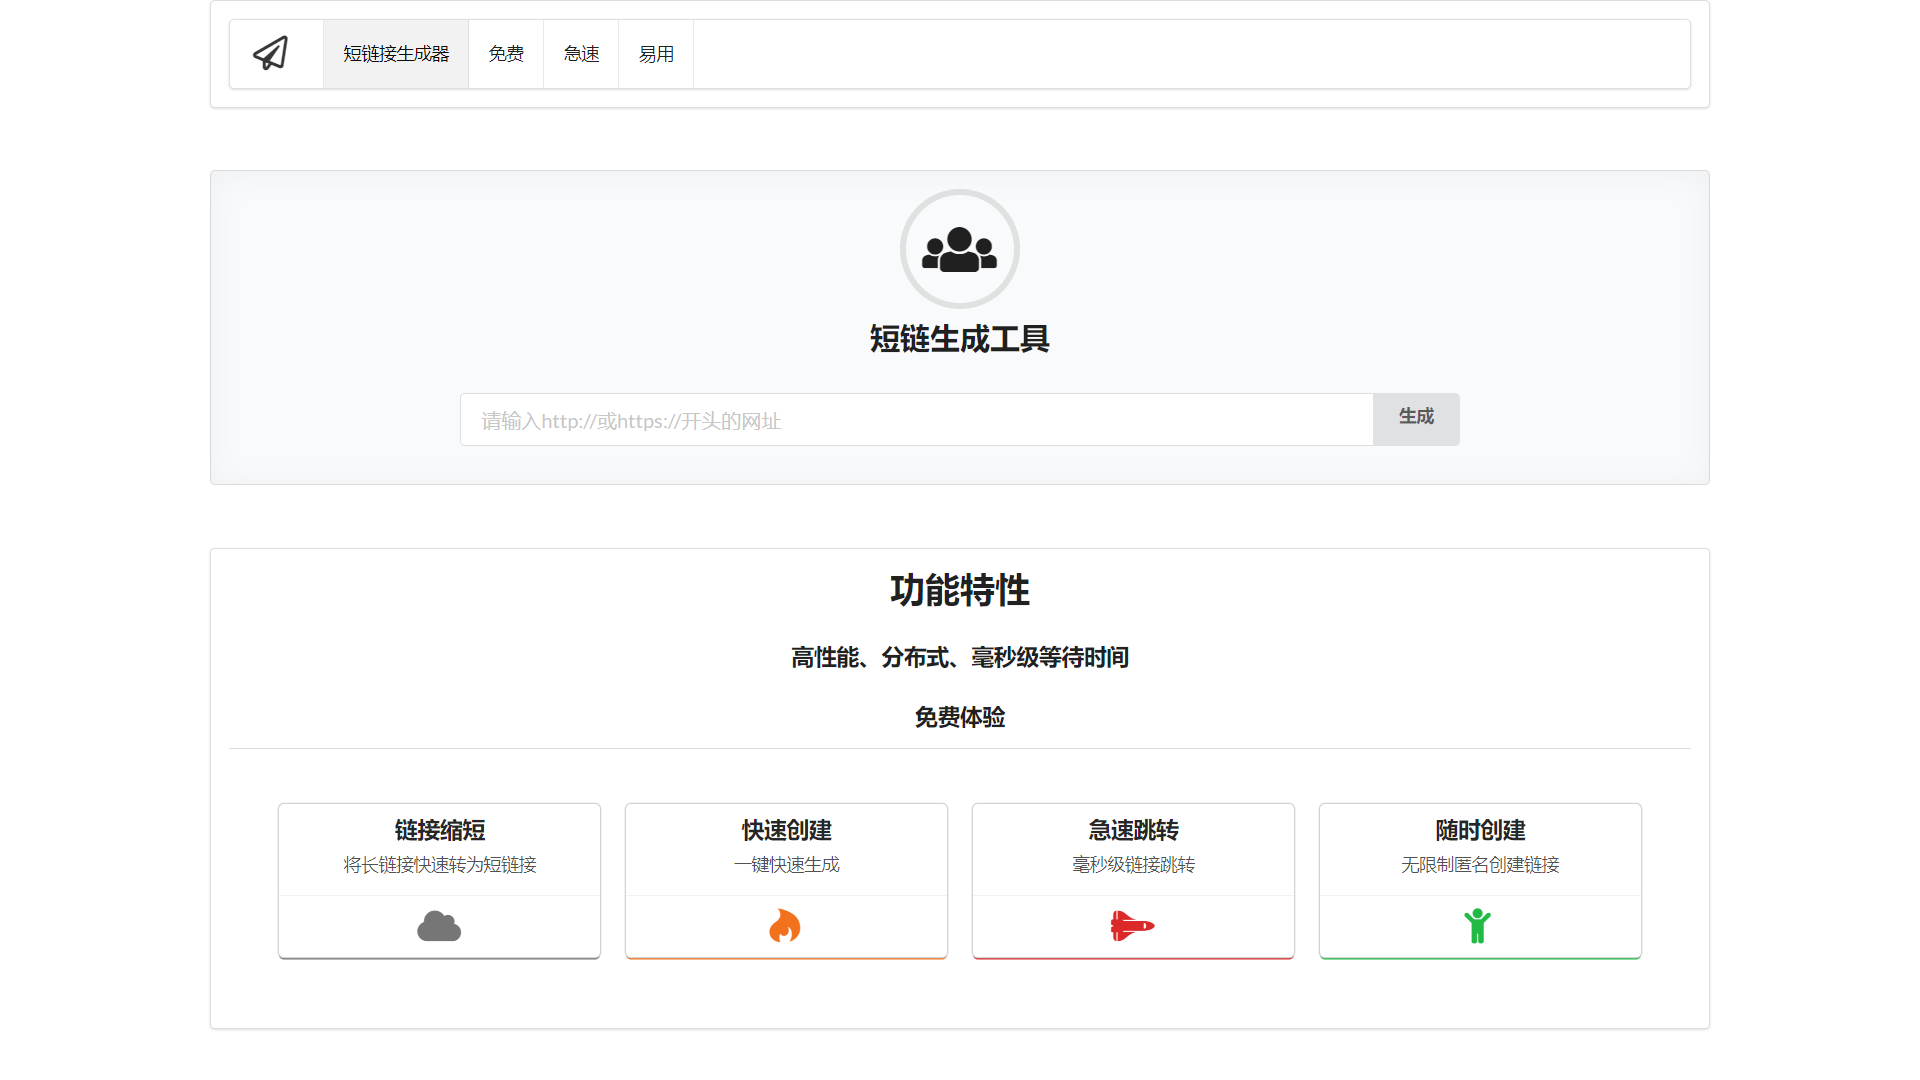 短链接生成器
免费
急速
易用
短链生成工具
请输入http://或https://开头的网址
生成
功能特性
高性能、分布式、毫秒级等待时间
免费体验
链接缩短
将长链接快速转为短链接
快速创建
一键快速生成
急速跳转
毫秒级链接跳转
随时创建
无限制匿名创建链接